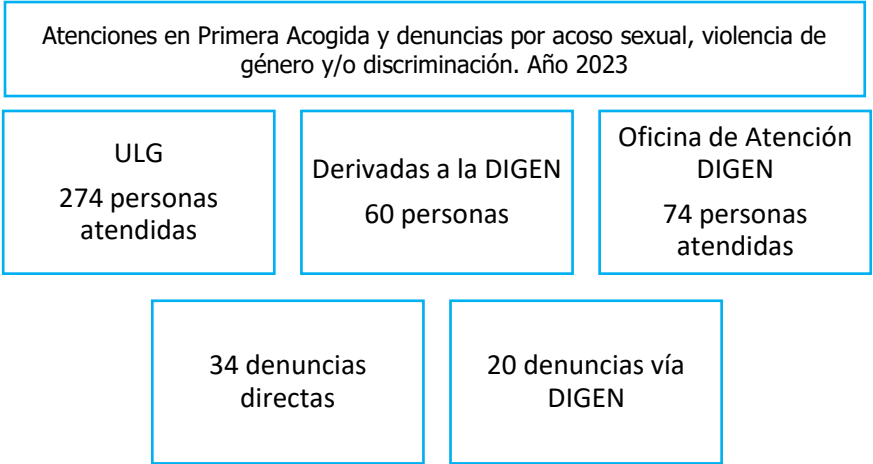 Atenciones en Primera Acogida y denuncias por acoso sexual, violencia de
género y/o discriminación. Año 2023
ULG
274 personas
atendidas
Derivadas a la DIGEN
60 personas
Oficina de Atención
DIGEN
74 personas
atendidas
34 denuncias
directas
20 denuncias vía
DIGEN